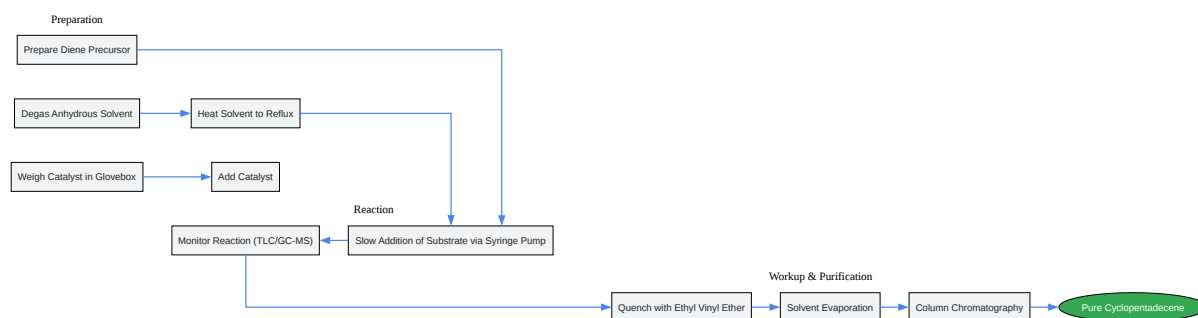 Preparation
Prepare Diene Precursor
Degas Anhydrous Solvent
Heat Solvent to Reflux
Weigh Catalyst in Glovebox
Add Catalyst
Reaction
Monitor Reaction (TLC/GC-MS)
Slow Addition of Substrate via Syringe Pump
Workup & Purification
Quench with Ethyl Vinyl Ether
Solvent Evaporation
Column Chromatography
Pure Cyclopentadecene